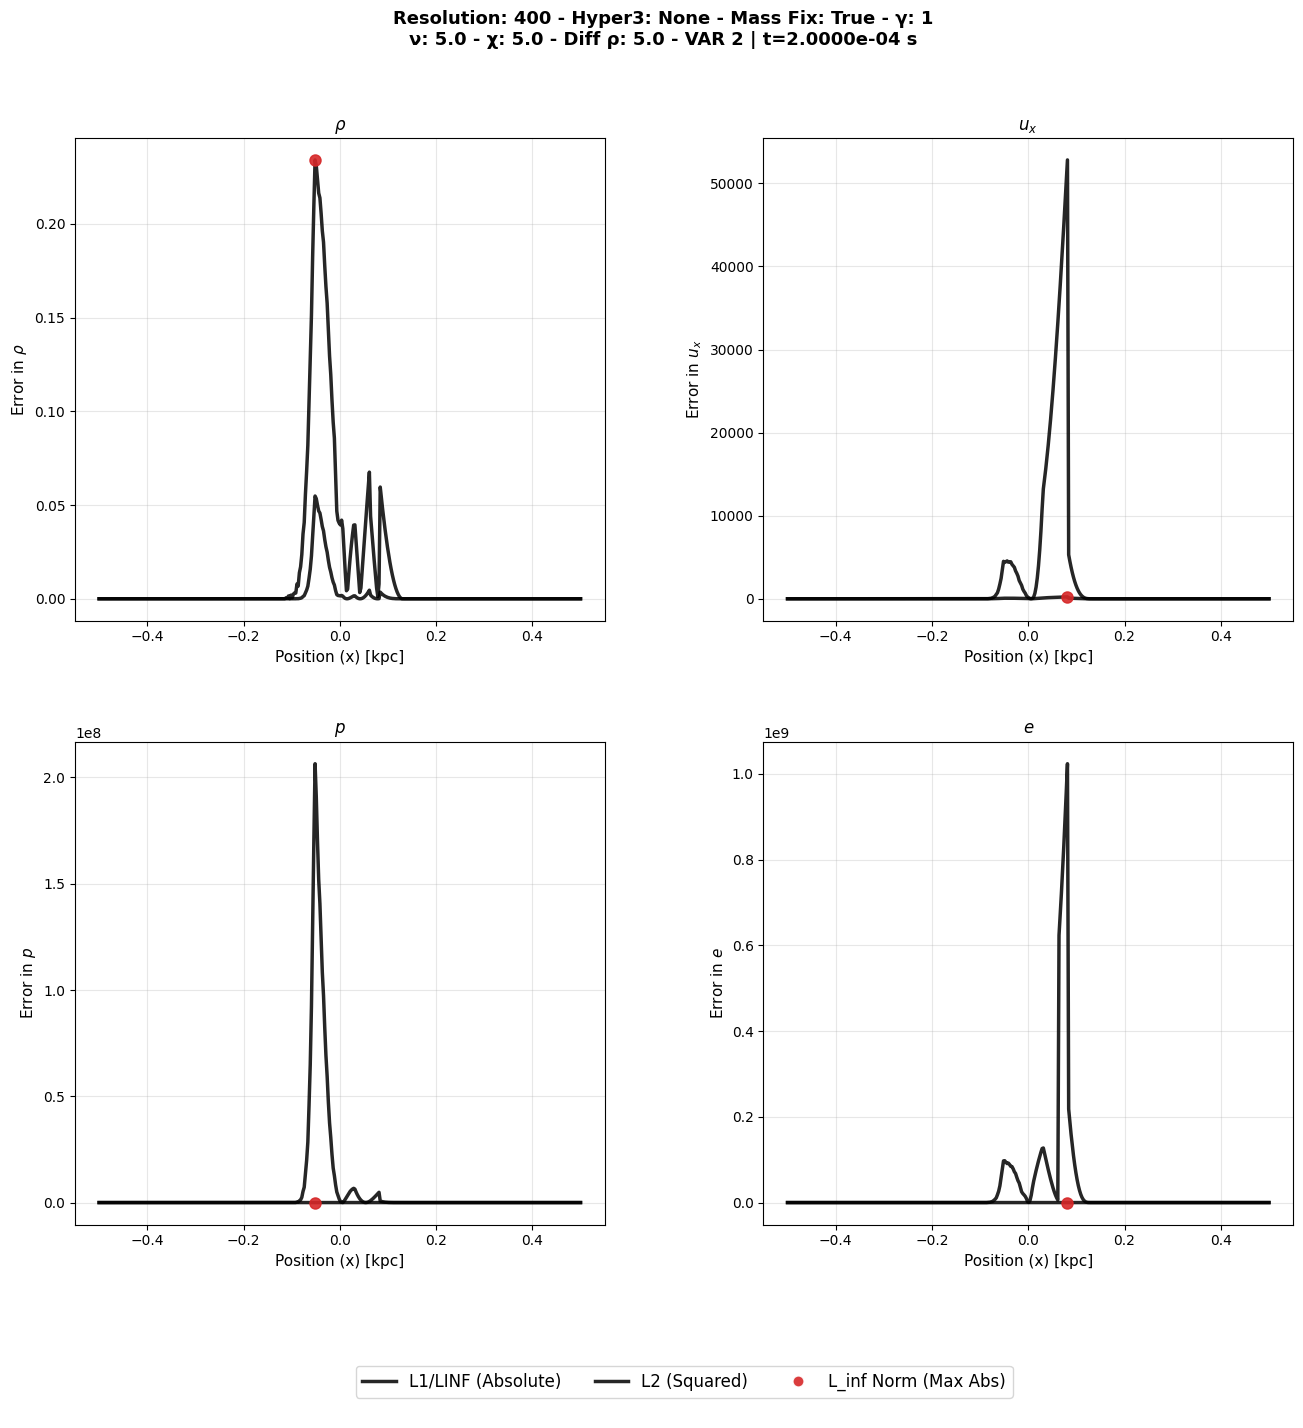 Resolution: 400 - Hyper3: None - Mass Fix: True - γ: 1
ν: 5.0 - χ: 5.0 - Diff ρ: 5.0 - VAR 2 | t=2.0000e-04 s
ρ
Error in ρ
0.20
0.15
0.10
0.05
0.00
−0.4 −0.2 0.0 0.2 0.4
Position (x) [kpc]
u_x
Error in u_x
50000
40000
30000
20000
10000
0
−0.4 −0.2 0.0 0.2 0.4
Position (x) [kpc]
p
1e8
Error in p
2.0
1.5
1.0
0.5
0.0
−0.4 −0.2 0.0 0.2 0.4
Position (x) [kpc]
e
1e9
Error in e
1.0
0.8
0.6
0.4
0.2
0.0
−0.4 −0.2 0.0 0.2 0.4
Position (x) [kpc]
L1/LINF (Absolute) L2 (Squared) L_inf Norm (Max Abs)